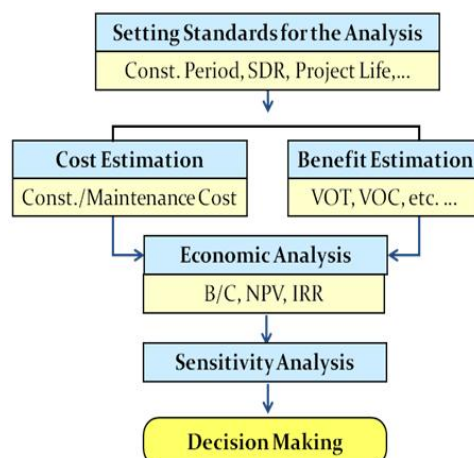 Setting Standards for the Analysis
Const. Period, SDR, Project Life,...
Cost Estimation
Const./Maintenance Cost
Benefit Estimation
VOT, VOC, etc. ...
Economic Analysis
B/C, NPV, IRR
Sensitivity Analysis
Decision Making